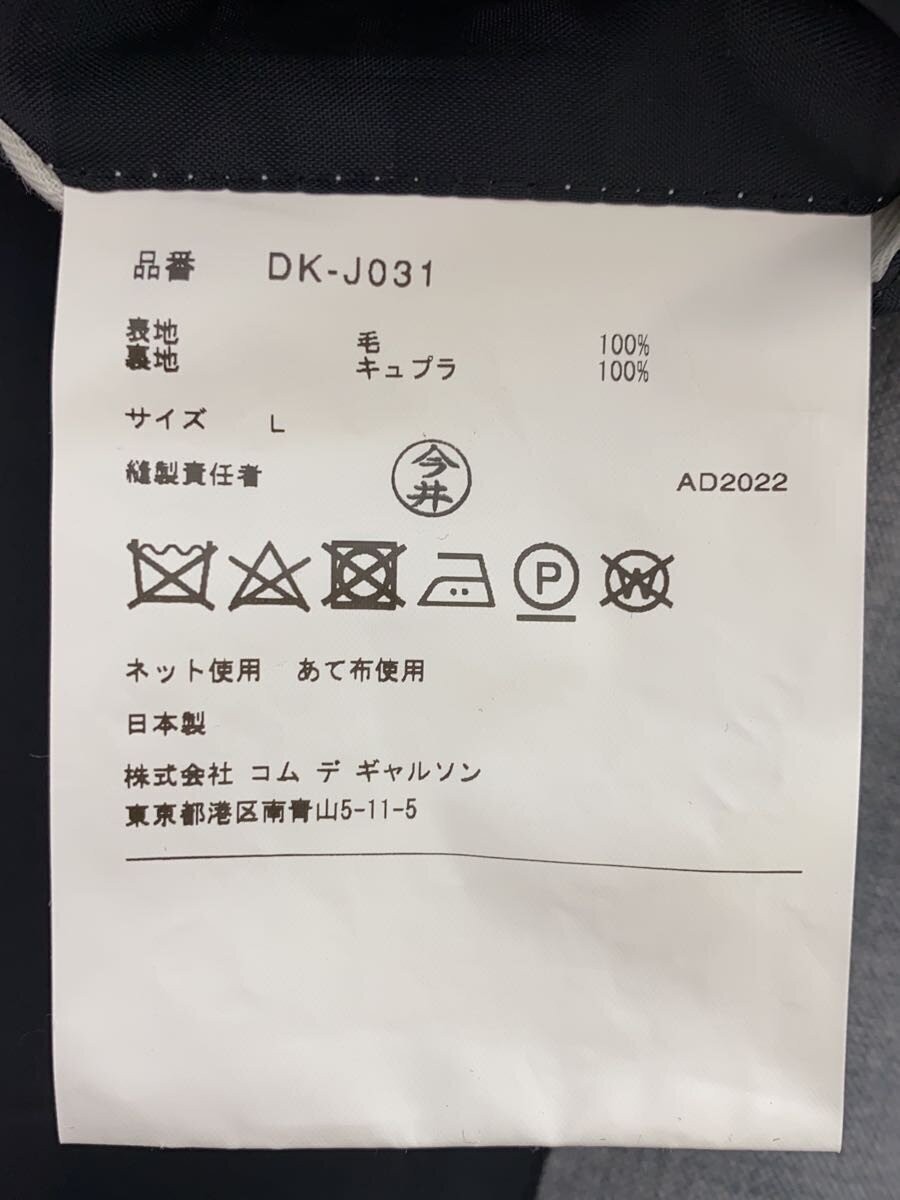 品番 DK-J031
表地 毛 100%
裏地 キュプラ 100%
サイズ L
縫製責任者 今井 AD2022
P W
ネット使用 あて布使用
日本製
株式会社 コム デ ギャルソン
東京都港区南青山5-11-5